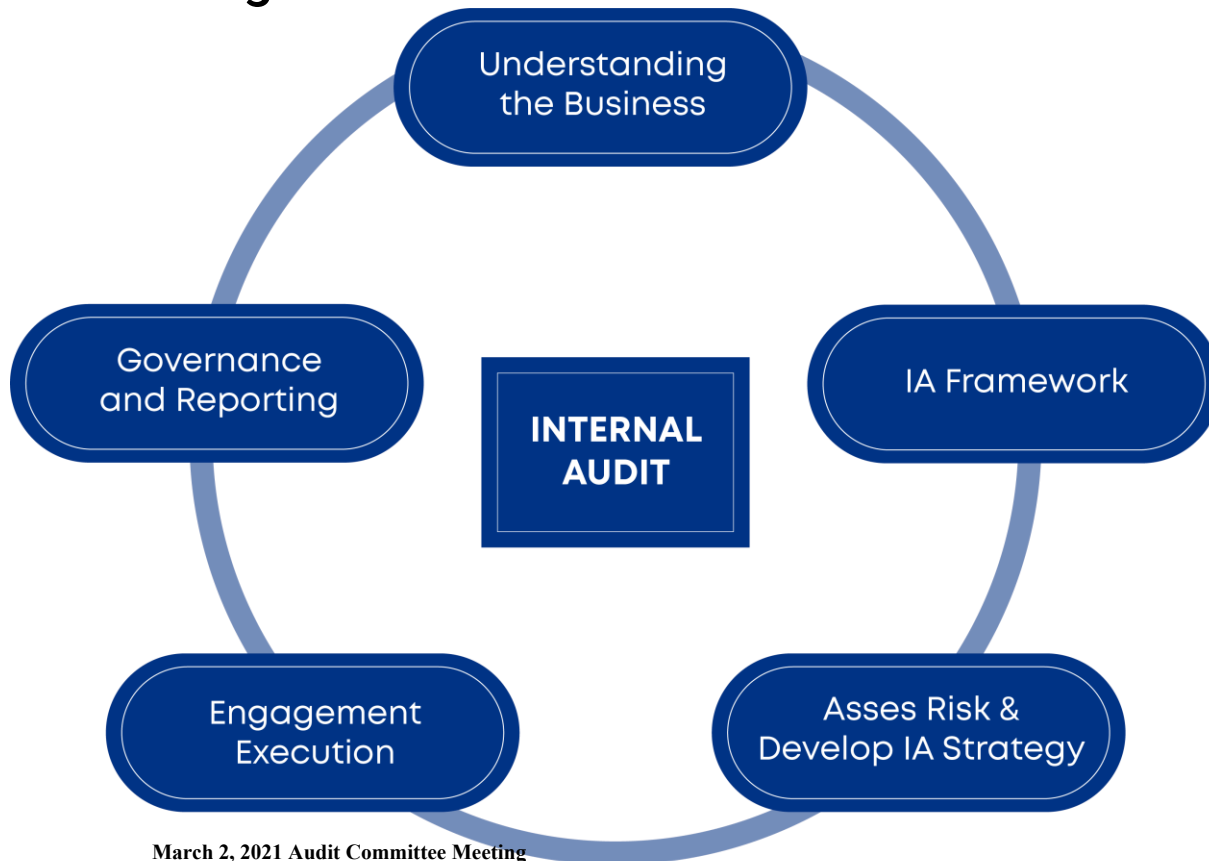 Understanding
the Business
IA Framework
Asses Risk &
Develop IA Strategy
Engagement
Execution
Governance
and Reporting
INTERNAL
AUDIT
March 2, 2021 Audit Committee Meeting